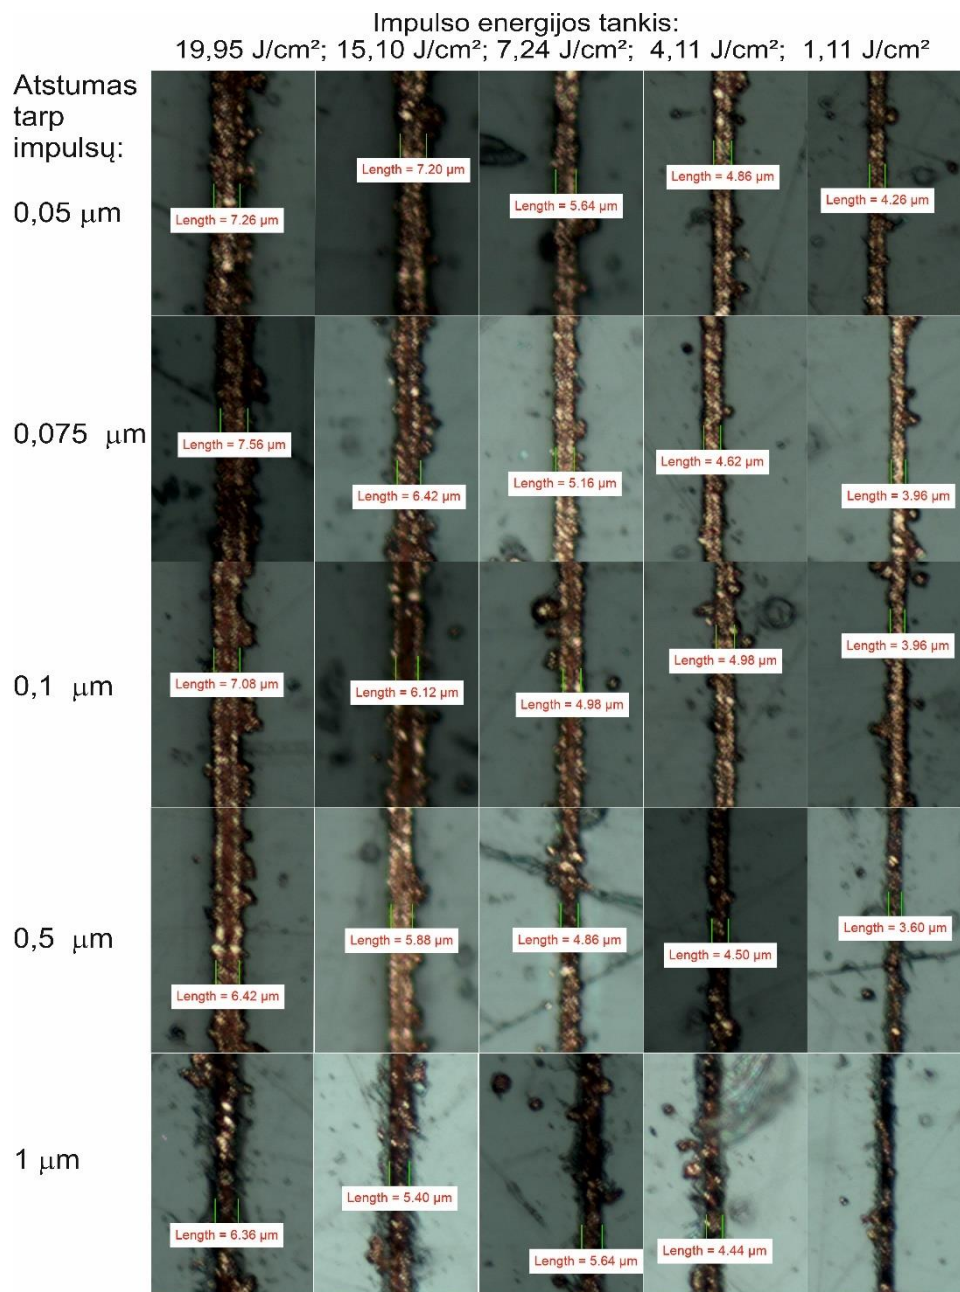 Impulso energijos tankis:
19,95 J/cm²; 15,10 J/cm²; 7,24 J/cm²; 4,11 J/cm²; 1,11 J/cm²
Atstumas
tarp
impulsų:
0,05 μm
Length = 7.26 µm
Length = 7.20 µm
Length = 5.64 µm
Length = 4.86 µm
Length = 4.26 µm
0,075 μm
Length = 7.56 µm
Length = 6.42 µm
Length = 5.16 µm
Length = 4.62 µm
Length = 3.96 µm
0,1 μm
Length = 7.08 µm
Length = 6.12 µm
Length = 4.98 µm
Length = 4.98 µm
Length = 3.96 µm
0,5 μm
Length = 6.42 µm
Length = 5.88 µm
Length = 4.86 µm
Length = 4.50 µm
Length = 3.60 µm
1 μm
Length = 6.36 µm
Length = 5.40 µm
Length = 5.64 µm
Length = 4.44 µm